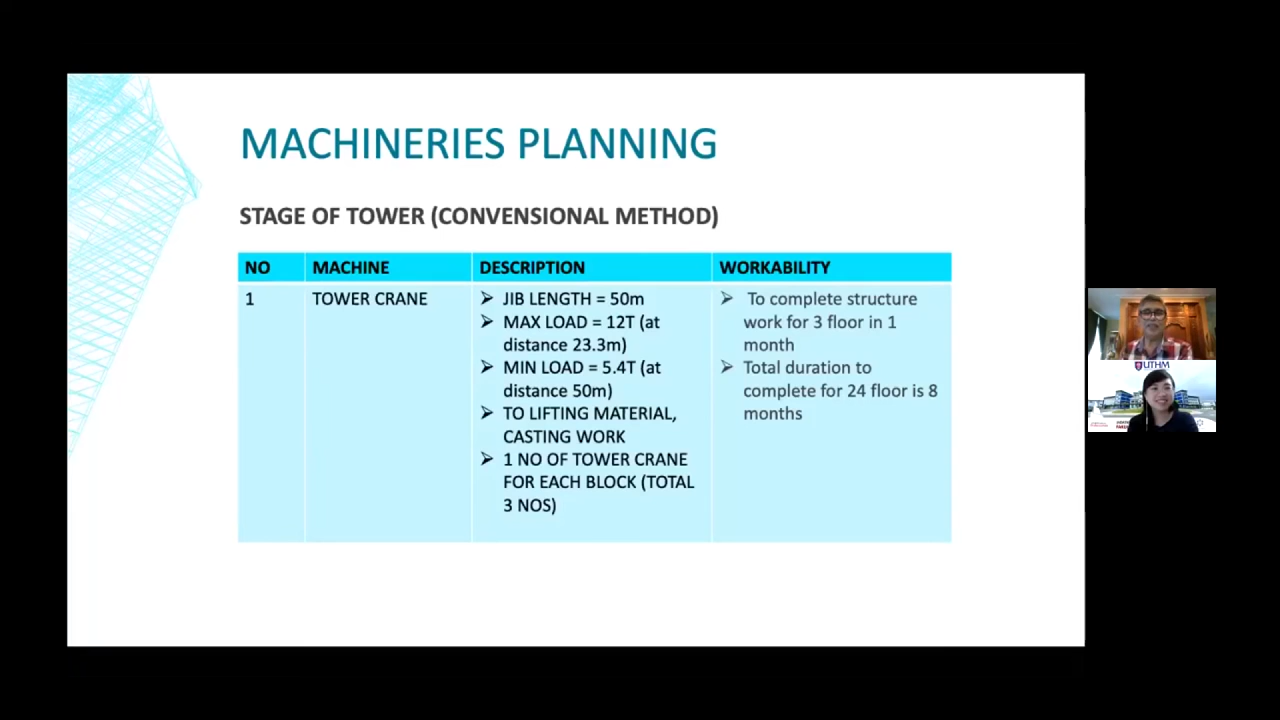 MACHINERIES PLANNING
STAGE OF TOWER (CONVENSIONAL METHOD)
NO MACHINE DESCRIPTION WORKABILITY
1 TOWER CRANE
➢ JIB LENGTH = 50m
➢ MAX LOAD = 12T (at
distance 23.3m)
➢ MIN LOAD = 5.4T (at
distance 50m)
➢ TO LIFTING MATERIAL,
CASTING WORK
➢ 1 NO OF TOWER CRANE
FOR EACH BLOCK (TOTAL
3 NOS)
➢ To complete structure
work for 3 floor in 1
month
➢ Total duration to
complete for 24 floor is 8
months
UTHM